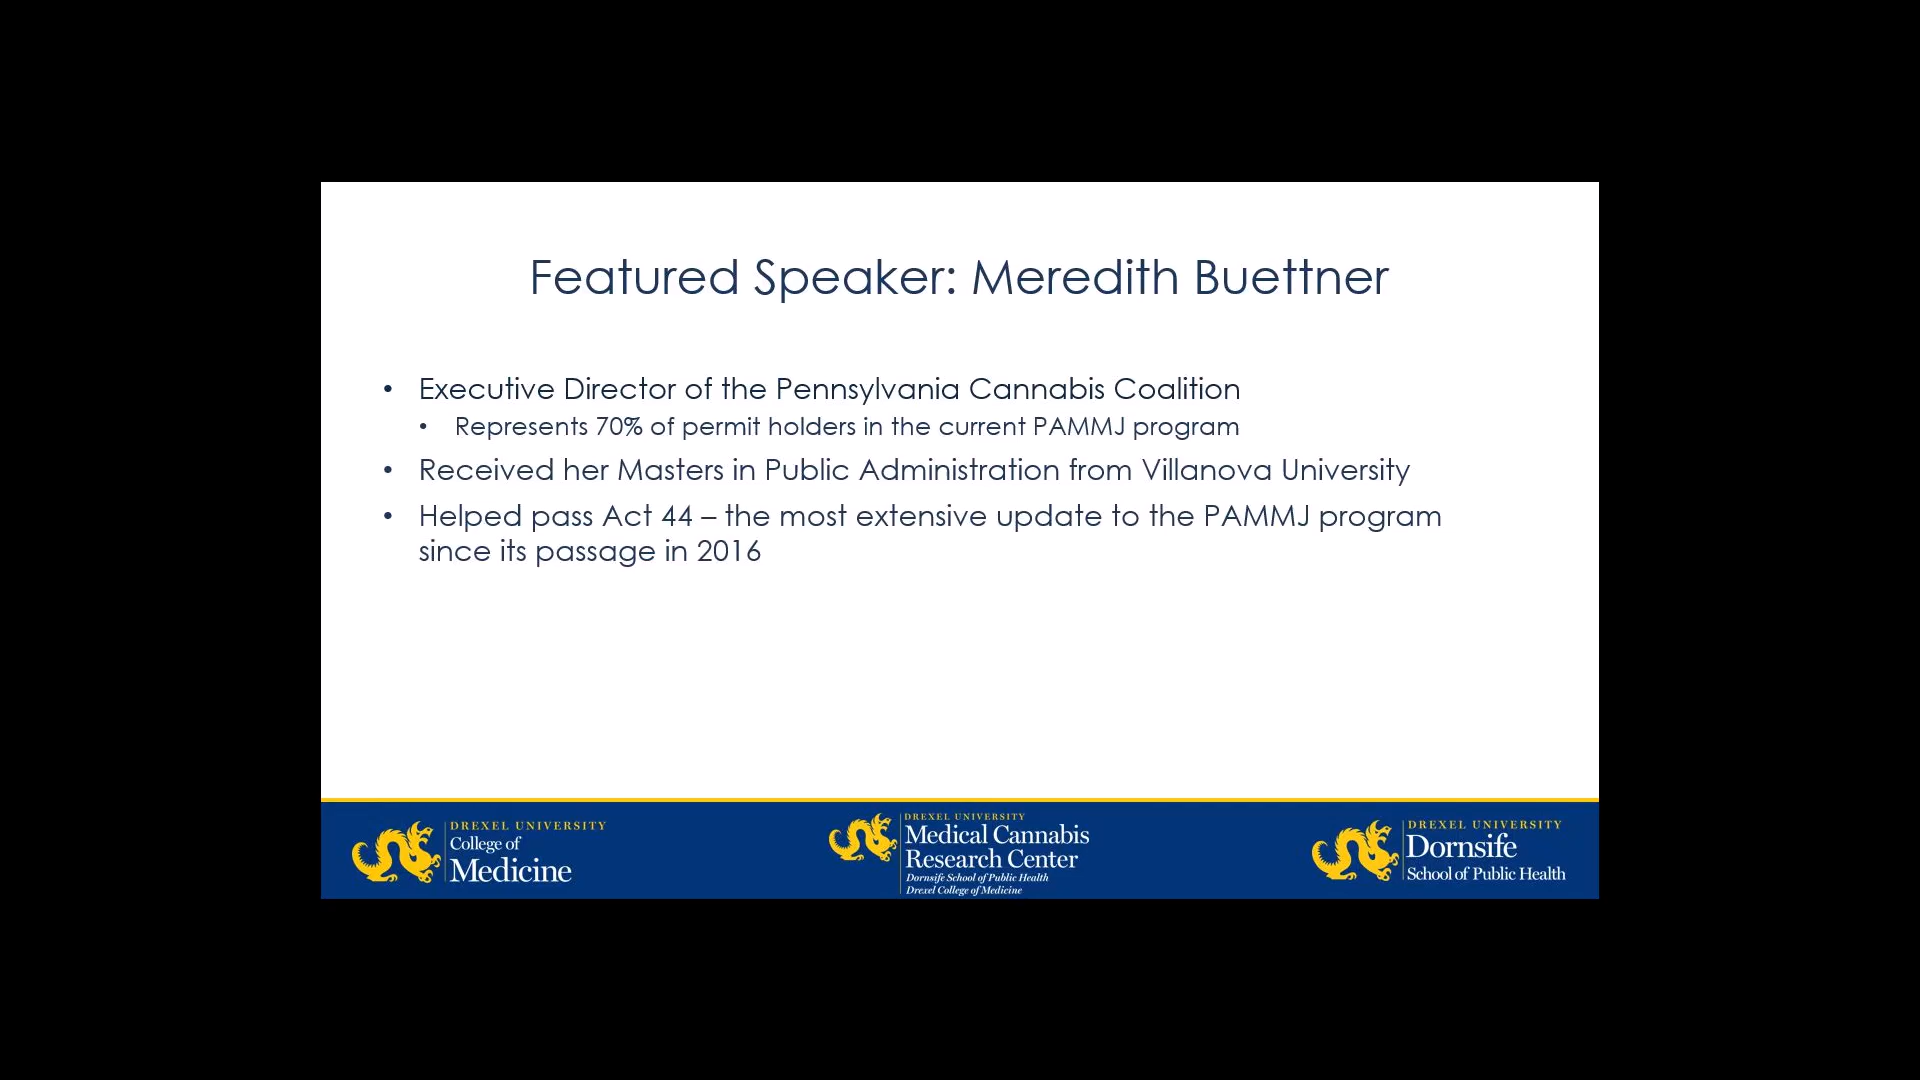 Featured Speaker: Meredith Buettner
• Executive Director of the Pennsylvania Cannabis Coalition
• Represents 70% of permit holders in the current PAMMJ program
• Received her Masters in Public Administration from Villanova University
• Helped pass Act 44 – the most extensive update to the PAMMJ program
since its passage in 2016
DREXEL UNIVERSITY
College of
Medicine
DREXEL UNIVERSITY
Medical Cannabis
Research Center
Dornsife School of Public Health
Drexel College of Medicine
DREXEL UNIVERSITY
Dornsife
School of Public Health